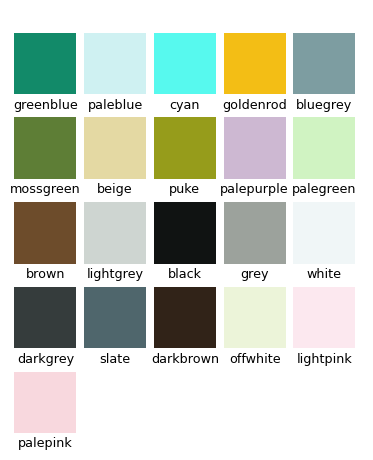 greenblue paleblue cyan goldenrod bluegrey
mossgreen beige puke palepurple palegreen
brown lightgrey black grey white
darkgrey slate darkbrown offwhite lightpink
palepink